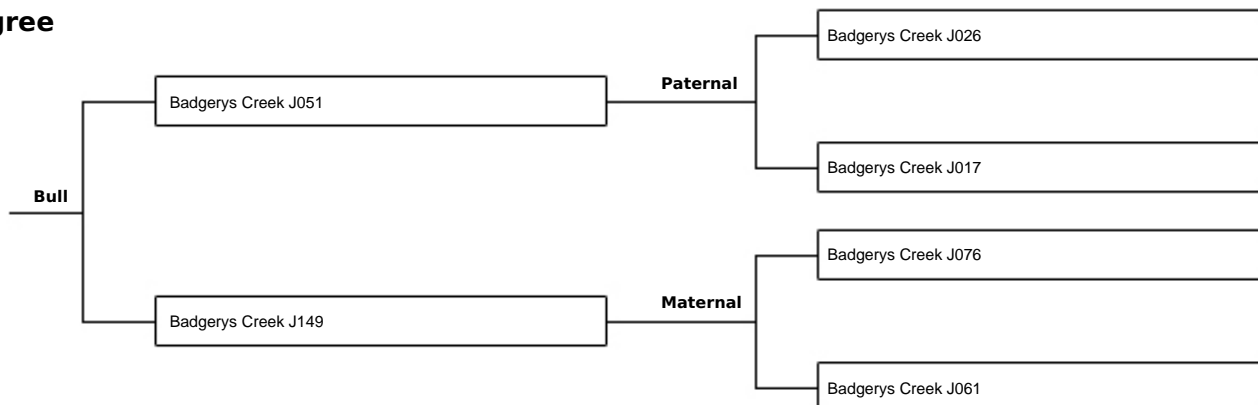 gree
Badgerys Creek J026
Paternal
Badgerys Creek J051
Badgerys Creek J017
Bull
Badgerys Creek J076
Maternal
Badgerys Creek J149
Badgerys Creek J061